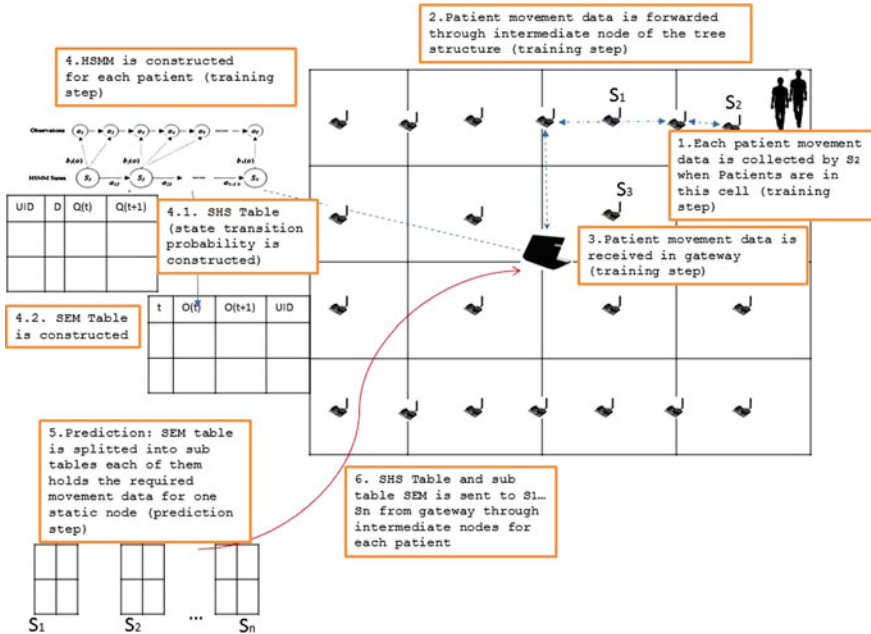 2.Patient movement data is forwarded
through intermediate node of the tree
structure (training step)
4.HSMM is constructed
for each patient (training
step)
S1
S2
1.Each patient movement
data is collected by S2
when Patients are in
this cell (training
step)
Observations
HSMM States
S3
UID D Q(t) Q(t+1)
4.1. SHS Table
(state transition
probability is
constructed)
3.Patient movement data is
received in gateway
(training step)
4.2. SEM Table
is constructed
t O(t) O(t+1) UID
5.Prediction: SEM table
is splitted into sub
tables each of them
holds the required
movement data for one
static node (prediction
step)
6. SHS Table and sub
table SEM is sent to S1…
Sn from gateway through
intermediate nodes for
each patient
S1 S2 ... Sn